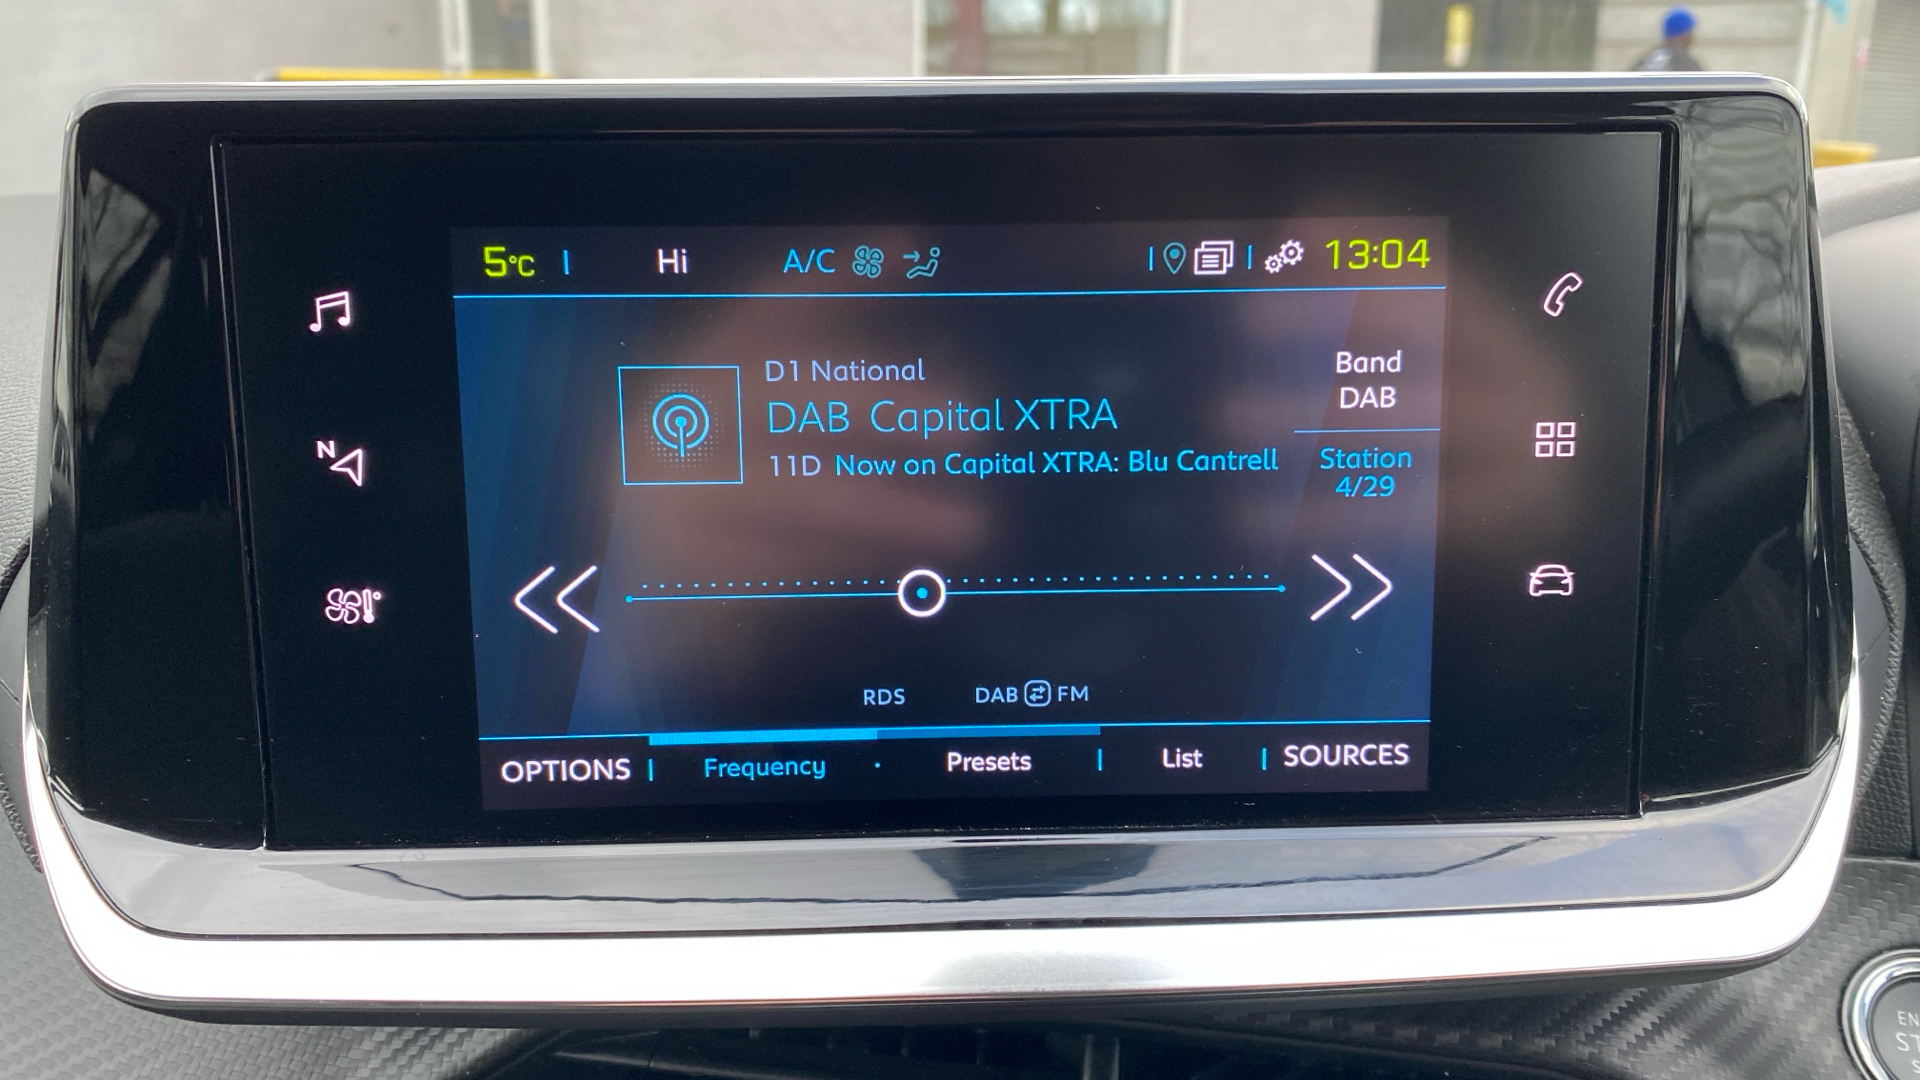 5°C | Hi A/C 13:04
N
D1 National
DAB Capital XTRA
11D Now on Capital XTRA: Blu Cantrell
Band
DAB
Station
4/29
RDS DAB FM
OPTIONS | Frequency · Presets | List | SOURCES